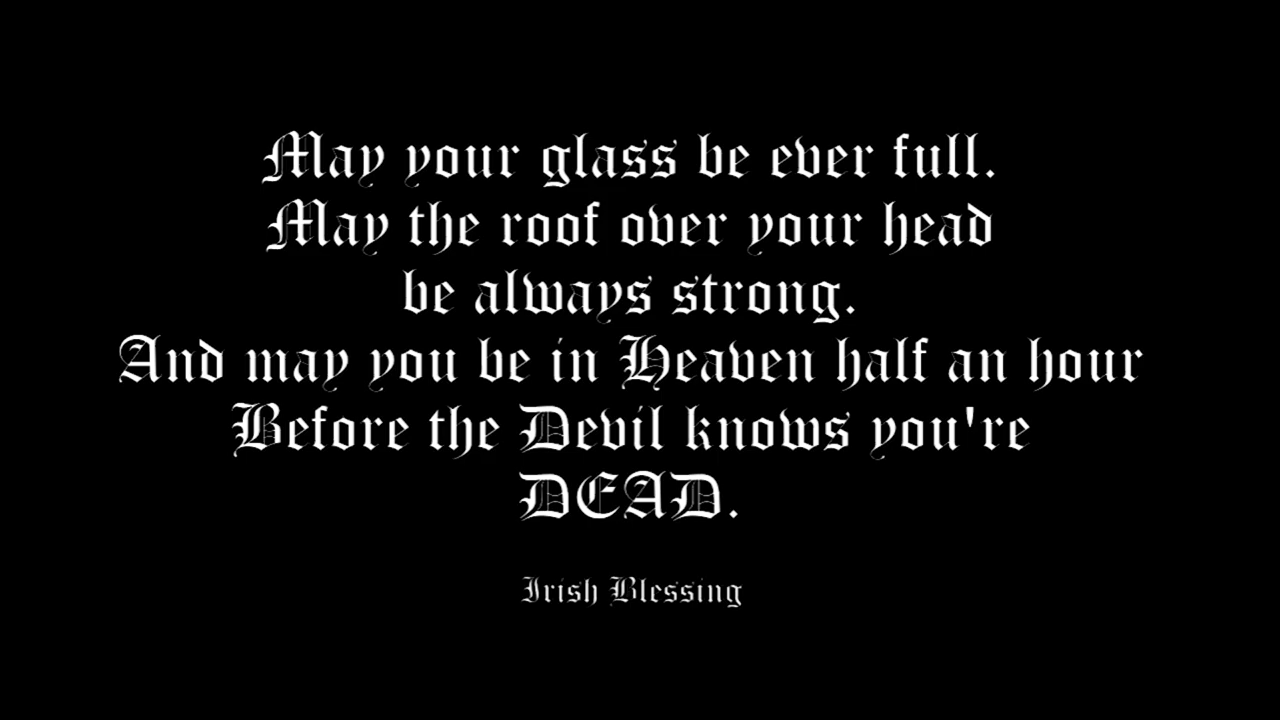 May your glass be ever full.
May the roof over your head
be always strong.
And may you be in Heaven half an hour
Before the Devil knows you're
DEAD.
Irish Blessing